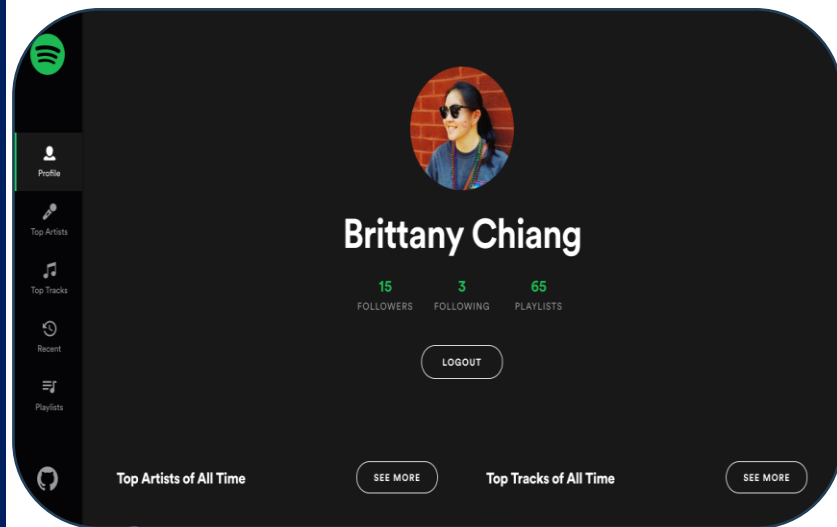 Profile
Top Artists
Top Tracks
Recent
Playlists
Brittany Chiang
15 3 65
FOLLOWERS FOLLOWING PLAYLISTS
LOGOUT
Top Artists of All Time SEE MORE Top Tracks of All Time SEE MORE